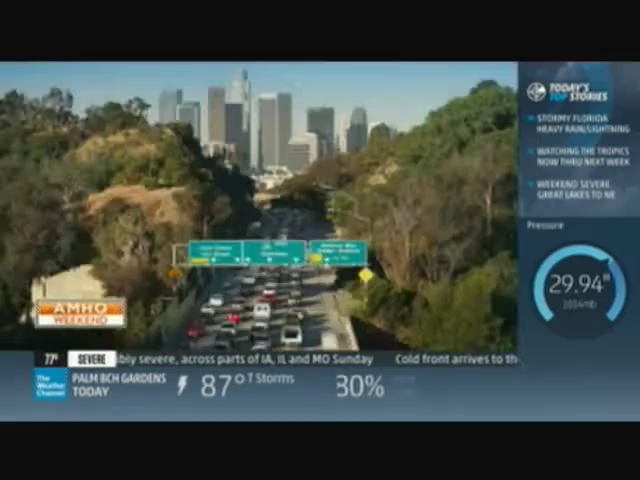 TODAY'S
TOP STORIES
STORMY FLORIDA
HEAVY RAIN/LIGHTNING
WATCHING THE TROPICS
NOW THRU NEXT WEEK
WEEKEND SEVERE
GREAT LAKES TO NE
Pressure
29.94"
1014MB
AMHQ
WEEKEND
77° SEVERE bly severe, across parts of IA, IL and MO Sunday Cold front arrives to th
The
Weather
Channel
PALM BCH GARDENS
TODAY
87° T Storms 30%